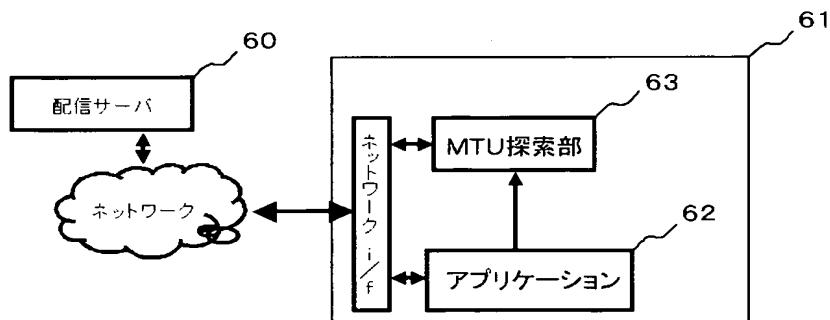 60
配信サーバ
ネットワーク
61
ネットワークi/f
63
MTU探索部
62
アプリケーション